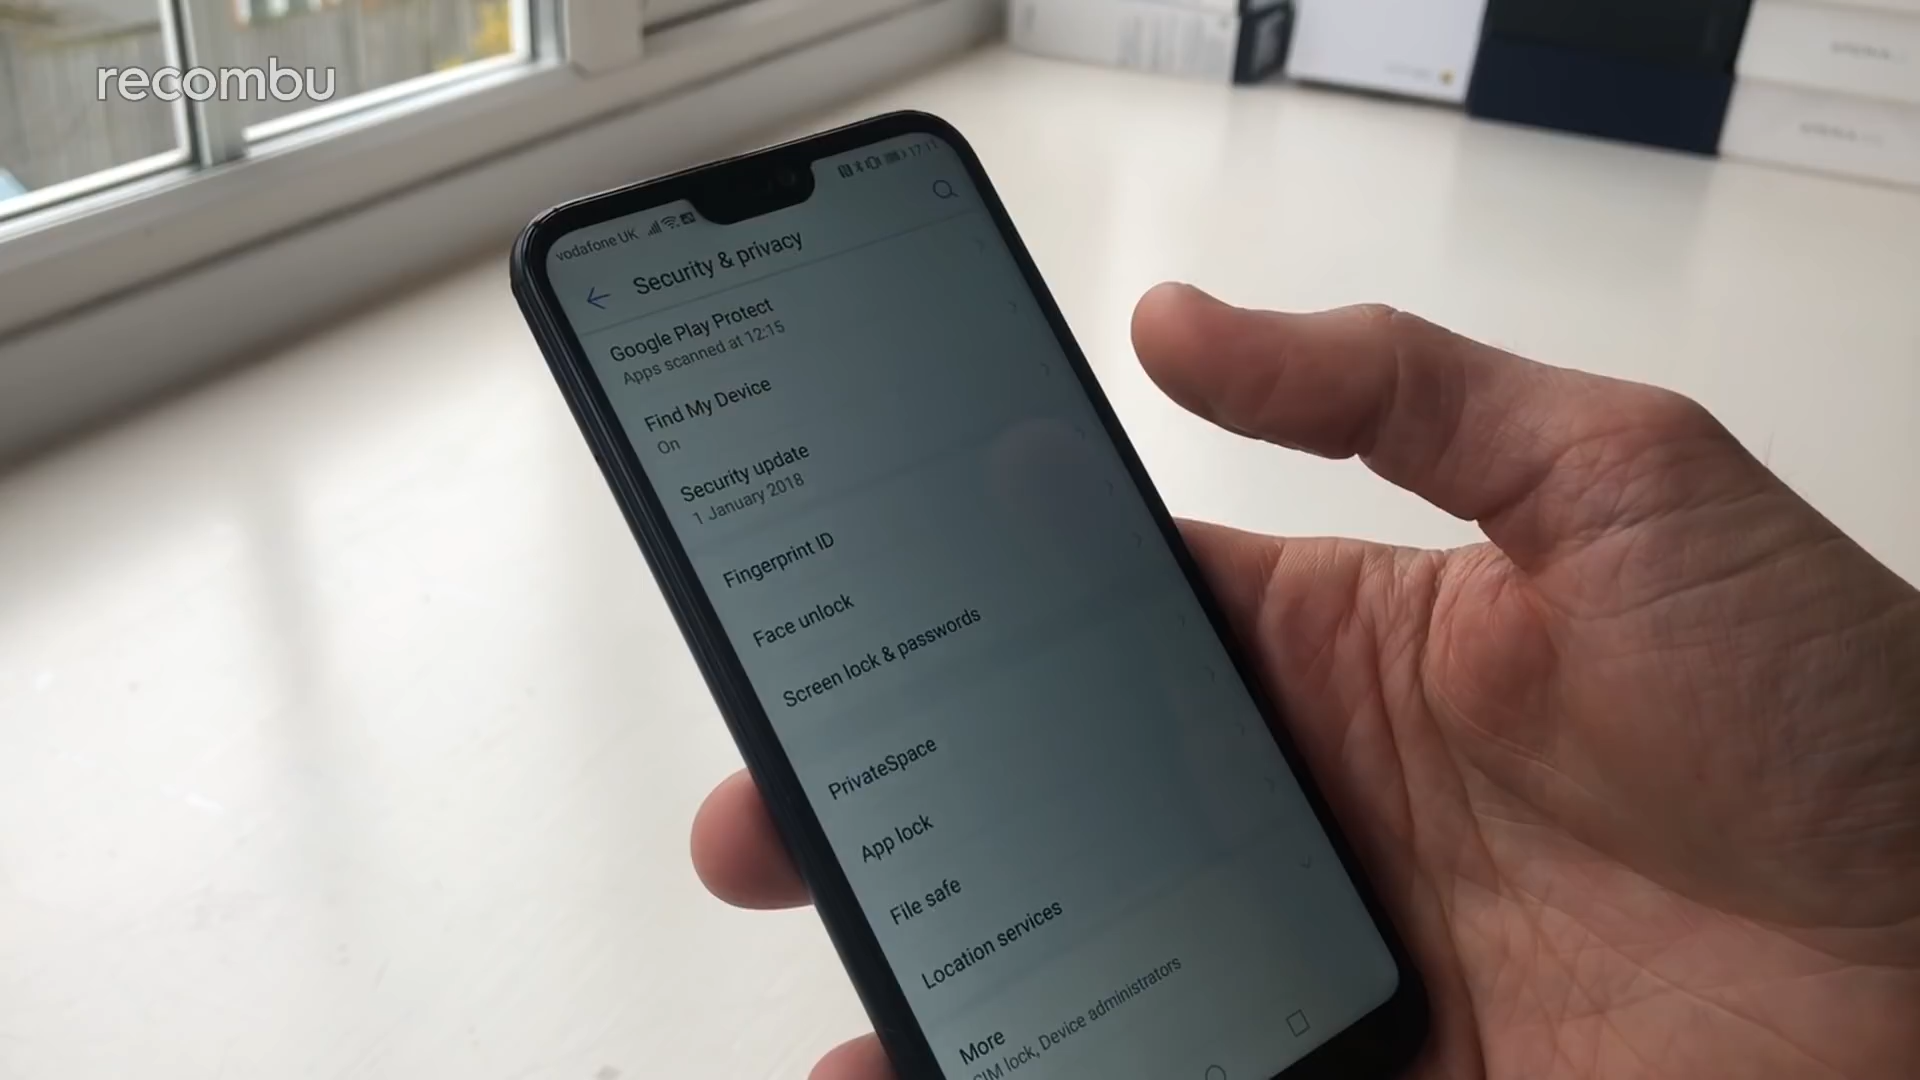 recombu
vodafone UK
17:11
Security & privacy
Google Play Protect
Apps scanned at 12:15
Find My Device
On
Security update
1 January 2018
Fingerprint ID
Face unlock
Screen lock & passwords
PrivateSpace
App lock
File safe
Location services
More
SIM lock, Device administrators